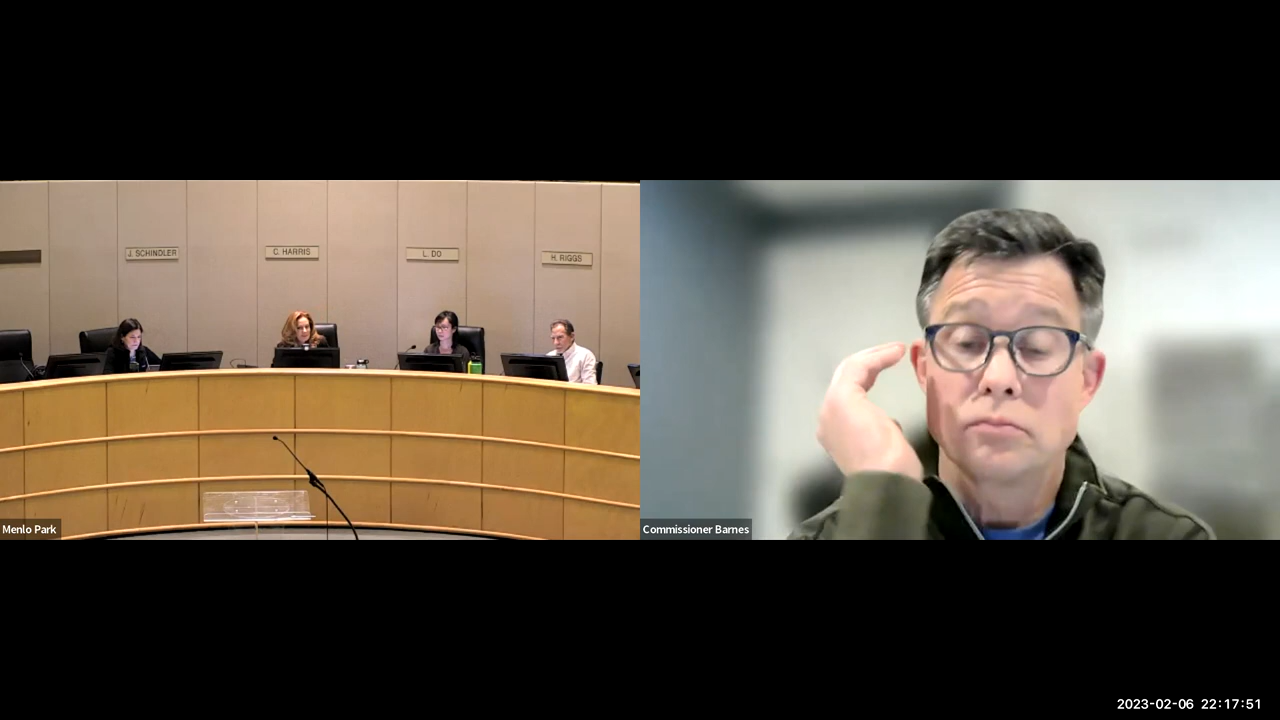 J. SCHINDLER
C. HARRIS
L. DO
H. RIGGS
Menlo Park
Commissioner Barnes
2023-02-06 22:17:51